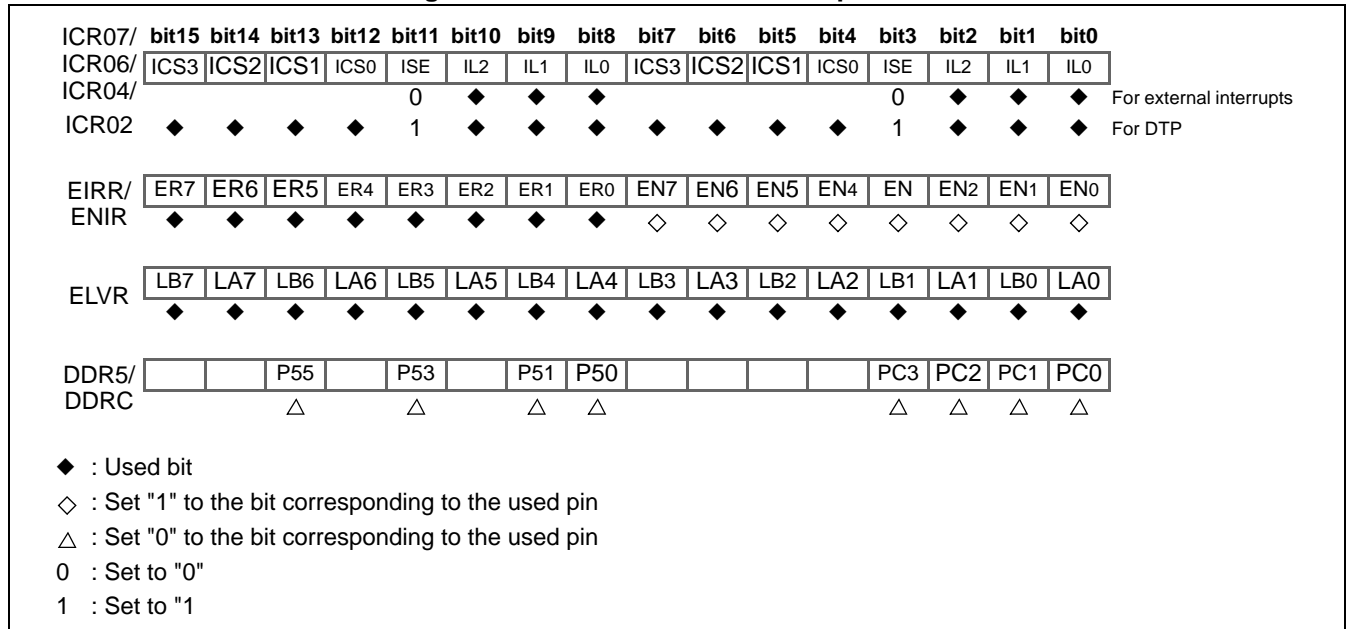 ICR07/ bit15 bit14 bit13 bit12 bit11 bit10 bit9 bit8 bit7 bit6 bit5 bit4 bit3 bit2 bit1 bit0
ICR06/ ICS3 ICS2 ICS1 ICS0 ISE IL2 IL1 IL0 ICS3 ICS2 ICS1 ICS0 ISE IL2 IL1 IL0
ICR04/ 0 ◆ ◆ ◆ 0 ◆ ◆ ◆ For external interrupts
ICR02 ◆ ◆ ◆ ◆ 1 ◆ ◆ ◆ ◆ ◆ ◆ ◆ 1 ◆ ◆ ◆ For DTP
EIRR/ ER7 ER6 ER5 ER4 ER3 ER2 ER1 ER0 EN7 EN6 EN5 EN4 EN EN2 EN1 EN0
ENIR ◆ ◆ ◆ ◆ ◆ ◆ ◆ ◆ ◇ ◇ ◇ ◇ ◇ ◇ ◇ ◇
ELVR LB7 LA7 LB6 LA6 LB5 LA5 LB4 LA4 LB3 LA3 LB2 LA2 LB1 LA1 LB0 LA0
◆ ◆ ◆ ◆ ◆ ◆ ◆ ◆ ◆ ◆ ◆ ◆ ◆ ◆ ◆ ◆
DDR5/ P55 P53 P51 P50 PC3 PC2 PC1 PC0
DDRC △ △ △ △ △ △ △ △
◆ : Used bit
◇ : Set "1" to the bit corresponding to the used pin
△ : Set "0" to the bit corresponding to the used pin
0 : Set to "0"
1 : Set to "1